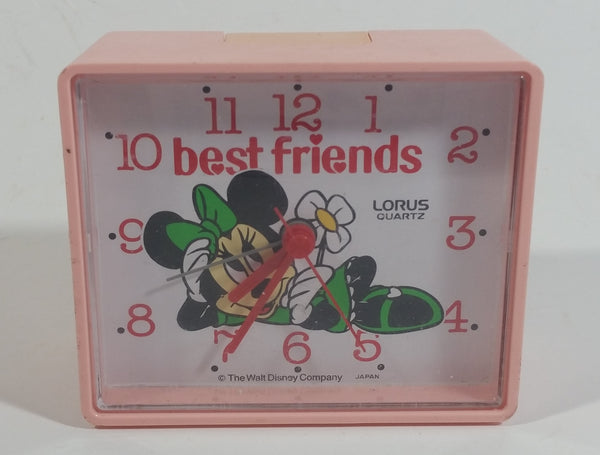 11 12 1
10 best friends 2
LORUS
QUARTZ
9 3
8 4
7 6 5
© The Walt Disney Company JAPAN